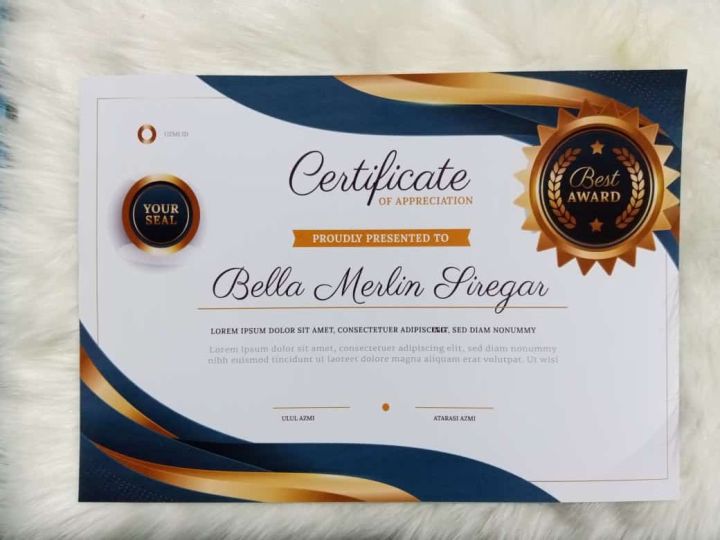 UZMI.ID
Certificate
OF APPRECIATION
Best
AWARD
YOUR
SEAL
PROUDLY PRESENTED TO
Bella Merlin Siregar
LOREM IPSUM DOLOR SIT AMET, CONSECTETUER ADIPISCING, SED DIAM NONUMMY
Lorem ipsum dolor sit amet, consectetuer adipiscing elit, sed diam nonummy
nibh euismod tincidunt ut laoreet dolore magna aliquam erat volutpat. Ut wisi
ULUL AZMI
ATARASI AZMI